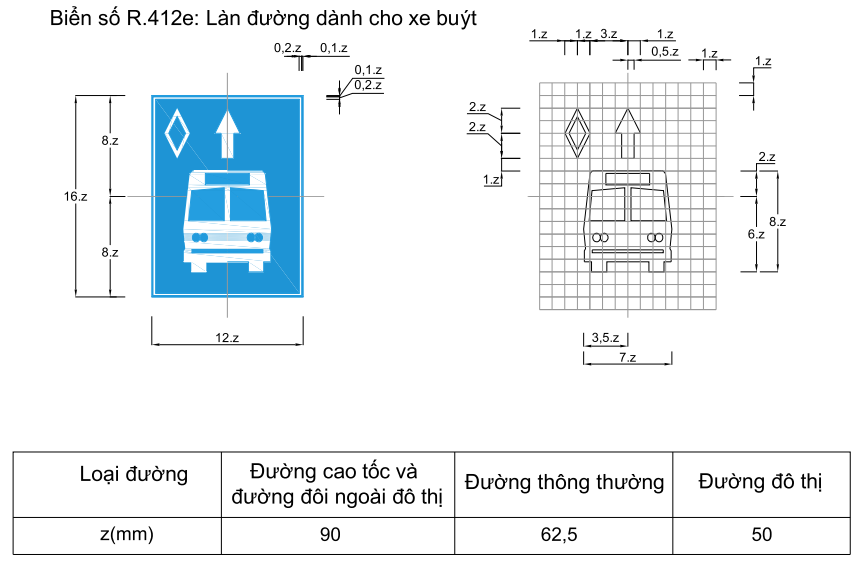 Biển số R.412e: Làn đường dành cho xe buýt
0,2.z 0,1.z
0,1.z
0,2.z
8.z
16.z
8.z
12.z
1.z 1.z 3.z 1.z
0,5.z 1.z
1.z
2.z
2.z
1.z
2.z
8.z
6.z
3,5.z
7.z
Loại đường
Đường cao tốc và
đường đôi ngoài đô thị
Đường thông thường
Đường đô thị
z(mm) 90 62,5 50